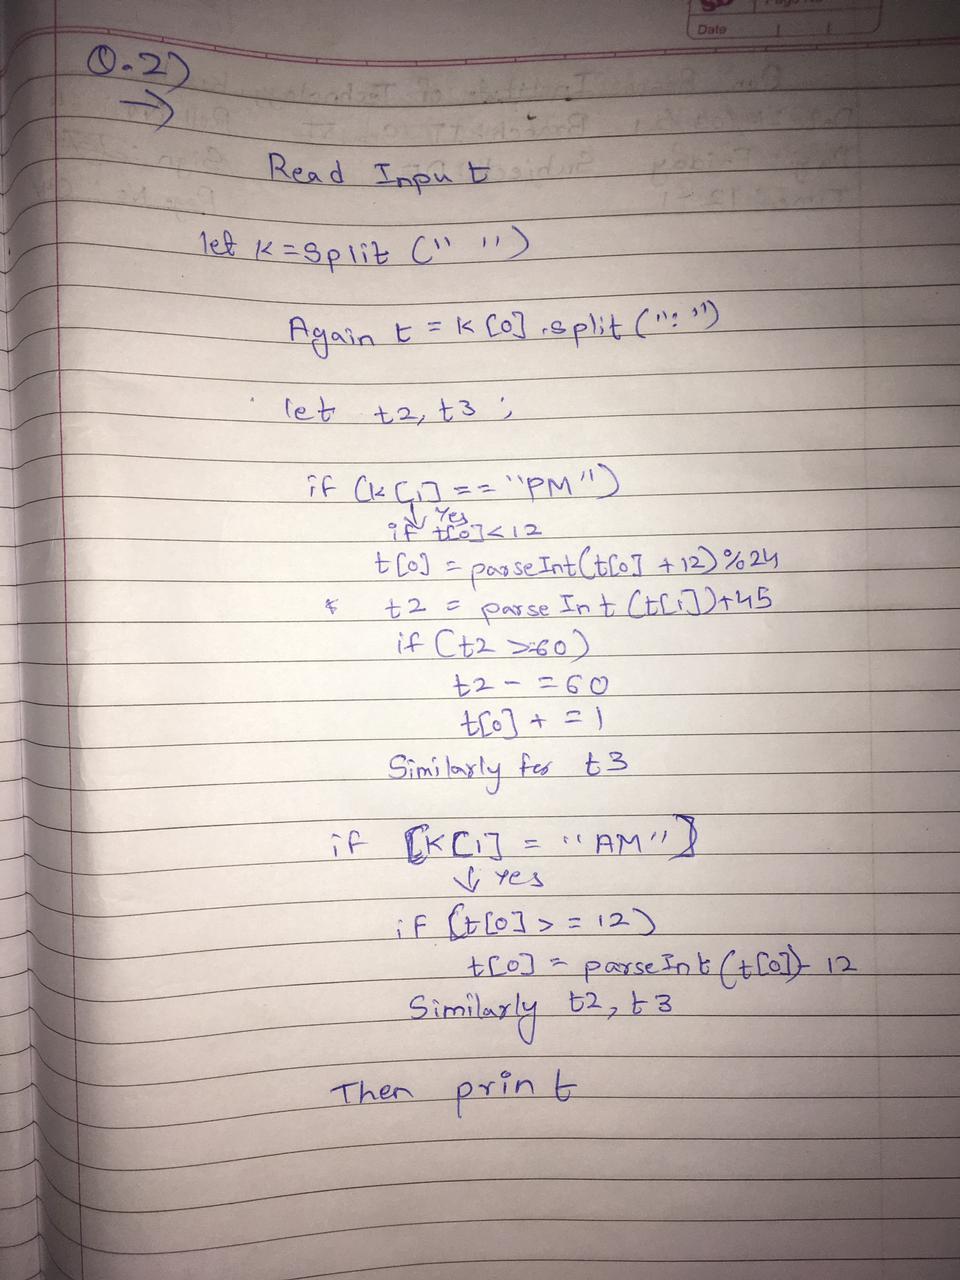 Date
Q.2)
→
Read Input
let k = split (" ")
Again t = k[0].split (":")
let t2, t3 ;
if (k[1] == "PM")
↓ Yes
if t[0]<12
t[0] = parseInt(t[0] +12)%24
t2 = parseInt (t[1])+45
if (t2 >=60)
t2 - = 60
t[0] + = 1
Similarly for t3
if [k[1] = "AM"]
↓ Yes
if (t[0] > = 12)
t[0] = parseInt (t[0])- 12
Similarly t2, t3
Then print